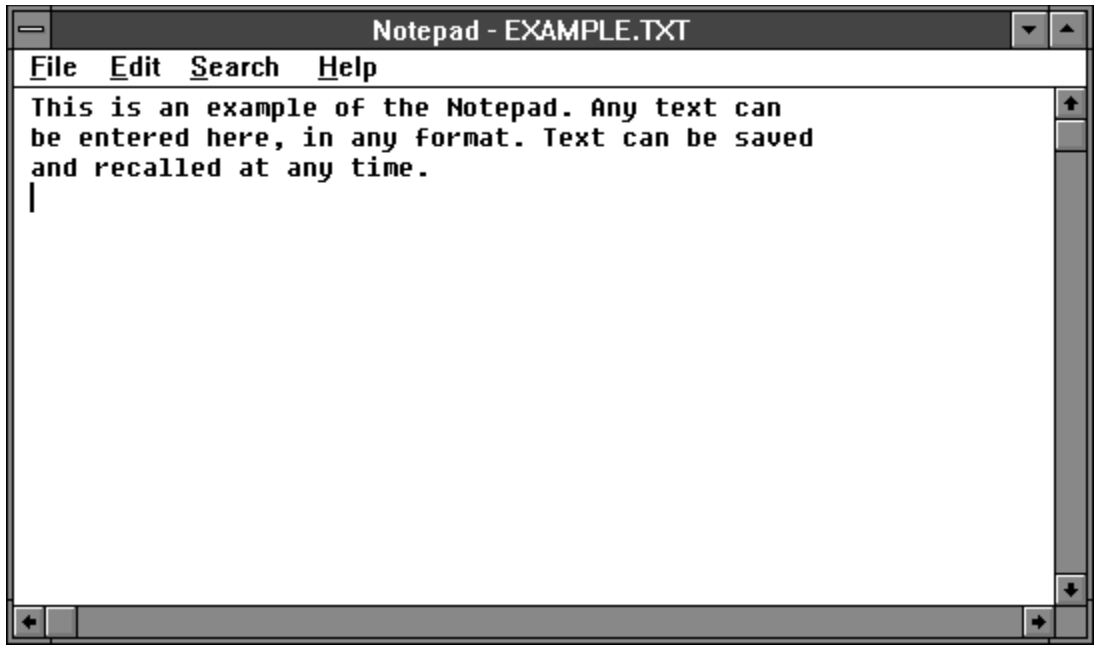 Notepad - EXAMPLE.TXT
File Edit Search Help
This is an example of the Notepad. Any text can
be entered here, in any format. Text can be saved
and recalled at any time.